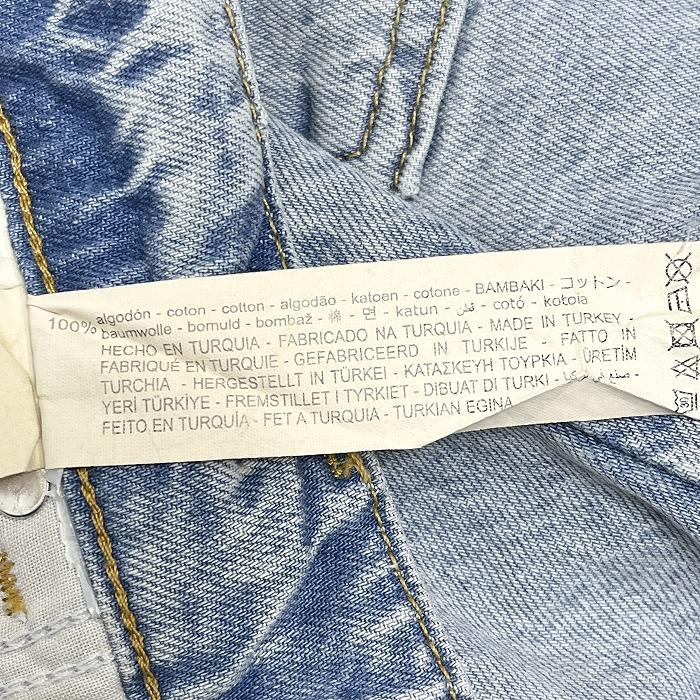 100% algodón - coton - cotton - algodão - katoen - cotone - BAMBAKI - コットン -
baumwolle - bomuld - bombaž - 棉 - 면 - katun - قطن - cotó - kotoia
HECHO EN TURQUIA - FABRICADO NA TURQUIA - MADE IN TURKEY -
FABRIQUÉ EN TURQUIE - GEFABRICEERD IN TURKIJE - FATTO IN
TURCHIA - HERGESTELLT IN TÜRKEI - ΚΑΤΑΣΚΕΥΗ ΤΟΥΡΚΙΑ - ÜRETİM
YERİ TÜRKİYE - FREMSTILLET I TYRKIET - DIBUAT DI TURKI - صنع في تركيا -
FEITO EN TURQUÍA - FET A TURQUIA - TURKIAN EGINA